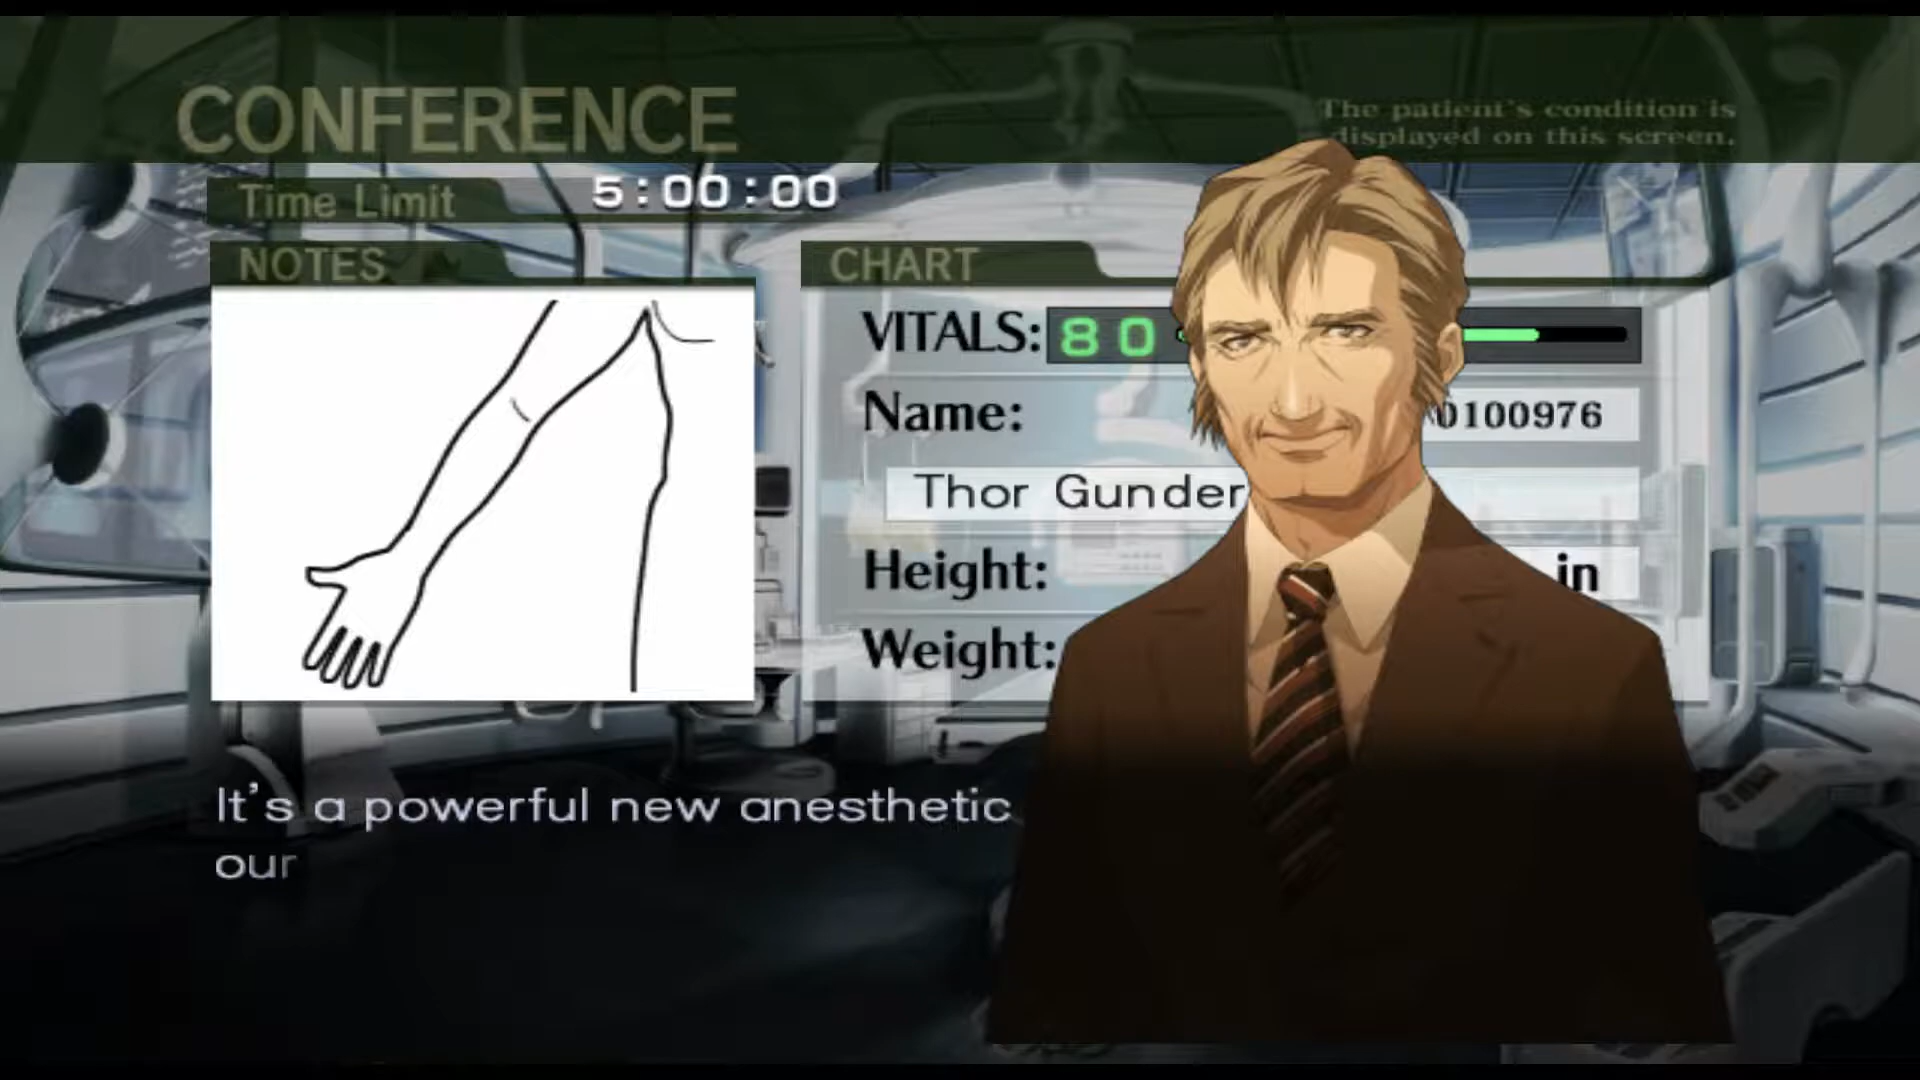 CONFERENCE
The patient's condition is
displayed on this screen.
Time Limit
5:00:00
NOTES
CHART
VITALS: 80
Name:
0100976
Thor Gunder
Height:
in
Weight:
It's a powerful new anesthetic
our